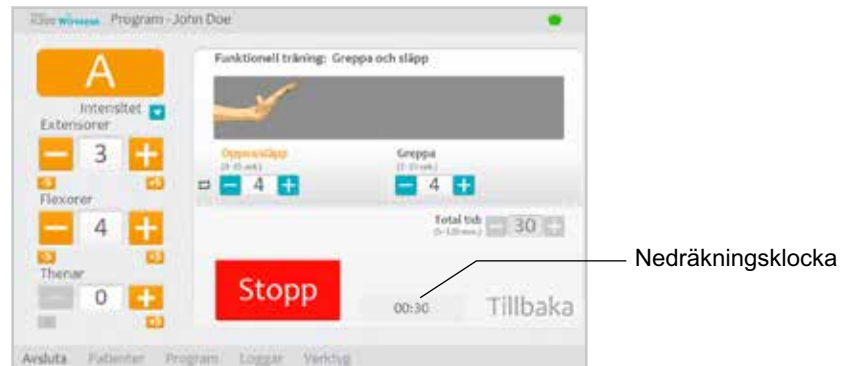 Program - John Doe
A
Intensitet
Extensorer
3
Flexorer
4
Thenar
0
Funktionell träning: Greppa och släpp
Öppna/släpp
Greppa
4
4
Total tid:
30
Stopp
00:30
Tillbaka
Nedräkningsklocka
Avsluta Patienter Program Loggar Verktyg